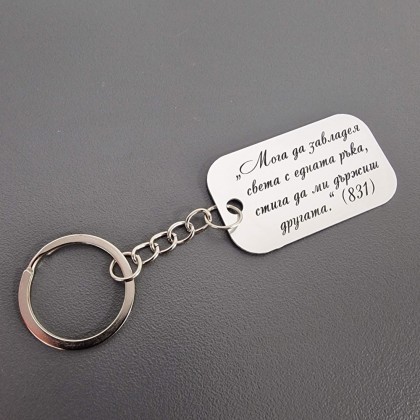 „Мога да завладея
света с едната ръка,
стига да ми държиш
другата.“ (831)